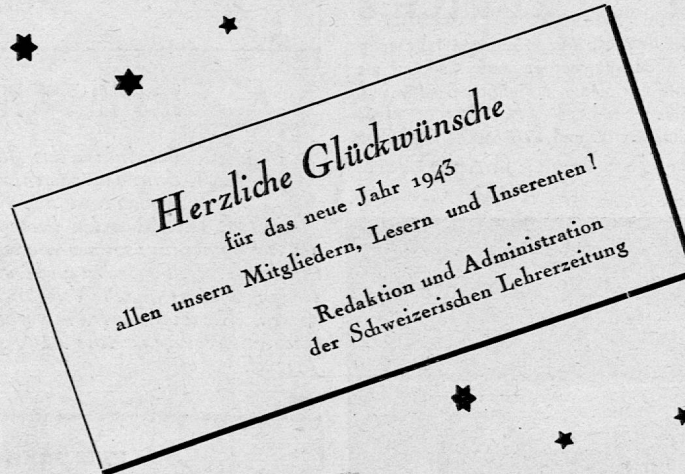 Herzliche Glückwünsche
für das neue Jahr 1943
allen unsern Mitgliedern, Lesern und Inserenten!
Redaktion und Administration
der Schweizerischen Lehrerzeitung